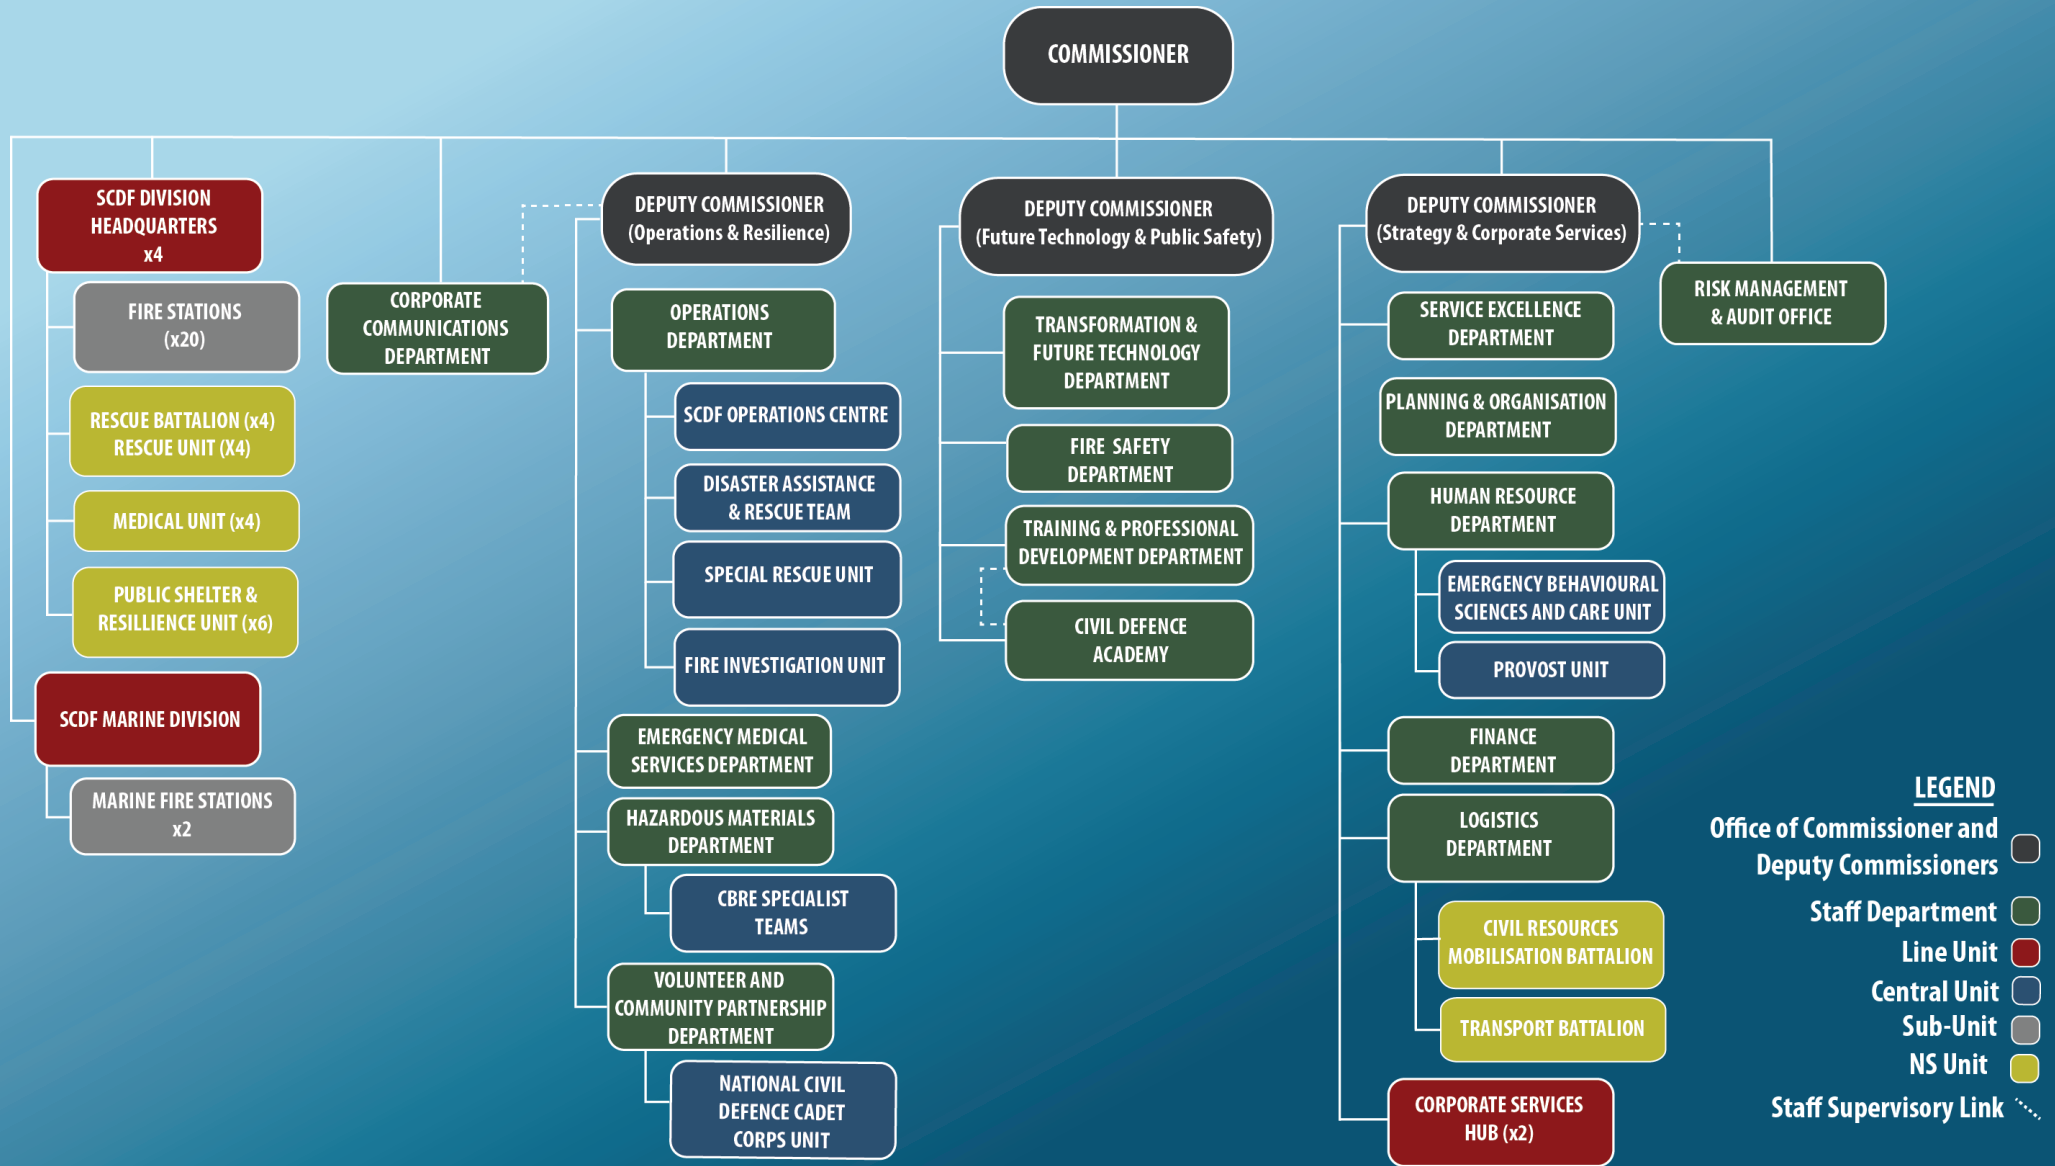 COMMISSIONER
SCDF DIVISION
HEADQUARTERS
x4
FIRE STATIONS
(x20)
RESCUE BATTALION (x4)
RESCUE UNIT (X4)
MEDICAL UNIT (x4)
PUBLIC SHELTER &
RESILLIENCE UNIT (x6)
SCDF MARINE DIVISION
MARINE FIRE STATIONS
x2
CORPORATE
COMMUNICATIONS
DEPARTMENT
DEPUTY COMMISSIONER
(Operations & Resilience)
OPERATIONS
DEPARTMENT
SCDF OPERATIONS CENTRE
DISASTER ASSISTANCE
& RESCUE TEAM
SPECIAL RESCUE UNIT
FIRE INVESTIGATION UNIT
EMERGENCY MEDICAL
SERVICES DEPARTMENT
HAZARDOUS MATERIALS
DEPARTMENT
CBRE SPECIALIST
TEAMS
VOLUNTEER AND
COMMUNITY PARTNERSHIP
DEPARTMENT
NATIONAL CIVIL
DEFENCE CADET
CORPS UNIT
DEPUTY COMMISSIONER
(Future Technology & Public Safety)
TRANSFORMATION &
FUTURE TECHNOLOGY
DEPARTMENT
FIRE SAFETY
DEPARTMENT
TRAINING & PROFESSIONAL
DEVELOPMENT DEPARTMENT
CIVIL DEFENCE
ACADEMY
DEPUTY COMMISSIONER
(Strategy & Corporate Services)
SERVICE EXCELLENCE
DEPARTMENT
PLANNING & ORGANISATION
DEPARTMENT
HUMAN RESOURCE
DEPARTMENT
EMERGENCY BEHAVIOURAL
SCIENCES AND CARE UNIT
PROVOST UNIT
FINANCE
DEPARTMENT
LOGISTICS
DEPARTMENT
CIVIL RESOURCES
MOBILISATION BATTALION
TRANSPORT BATTALION
CORPORATE SERVICES
HUB (x2)
RISK MANAGEMENT
& AUDIT OFFICE
LEGEND
Office of Commissioner and
Deputy Commissioners
Staff Department
Line Unit
Central Unit
Sub-Unit
NS Unit
Staff Supervisory Link